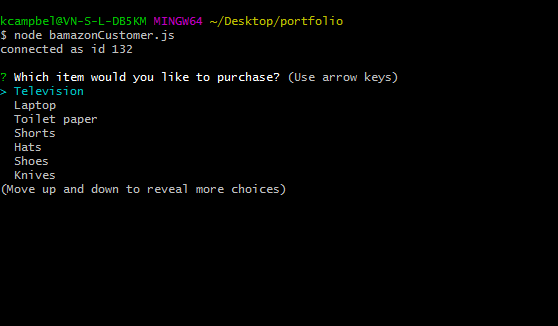 kcampbel@VN-S-L-DB5KM MINGW64 ~/Desktop/portfolio
$ node bamazonCustomer.js
connected as id 132
? Which item would you like to purchase? (Use arrow keys)
> Television
Laptop
Toilet paper
Shorts
Hats
Shoes
Knives
(Move up and down to reveal more choices)